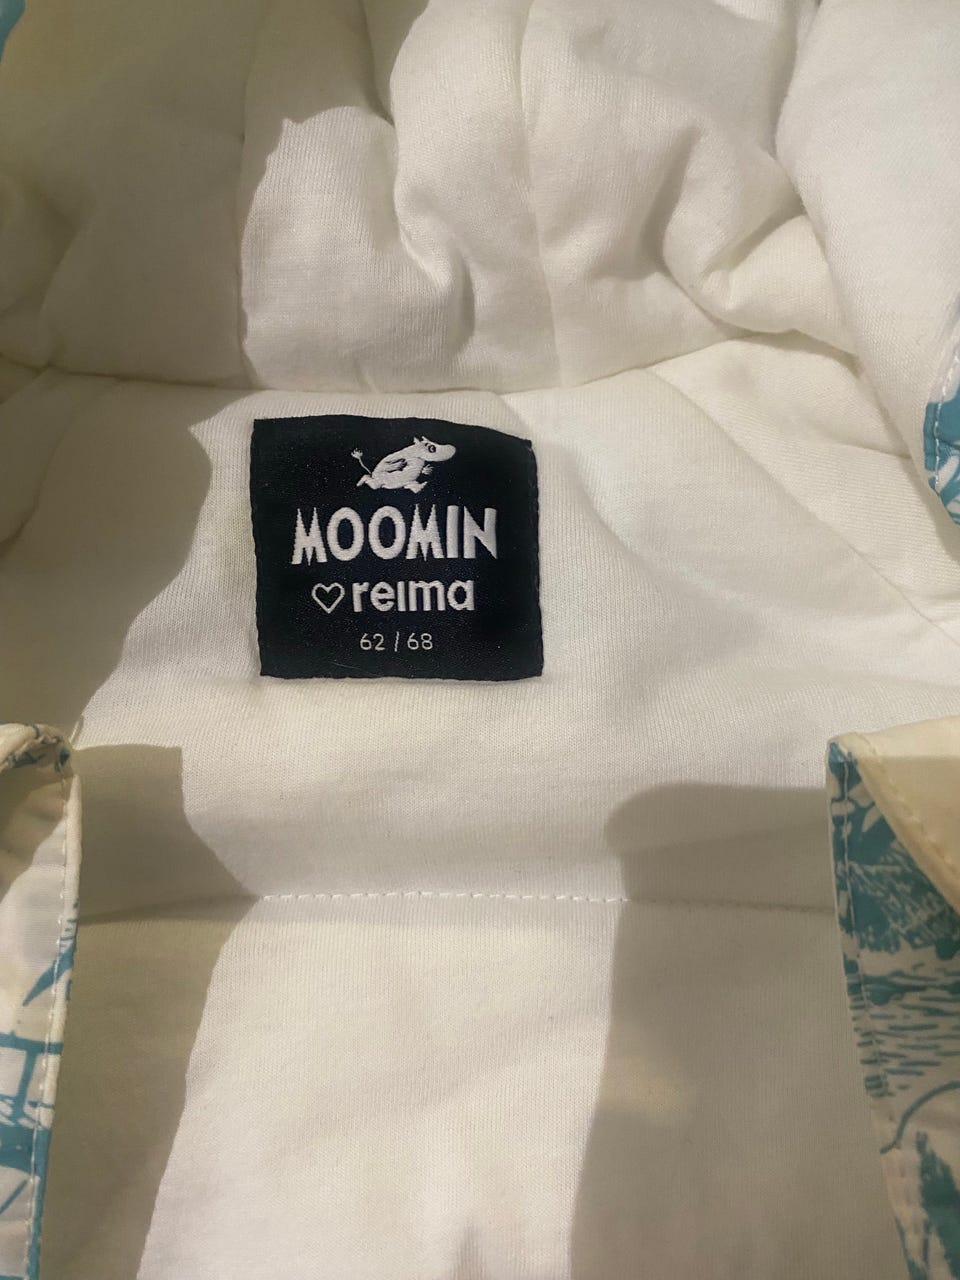 MOOMIN
♡ reima
62 / 68